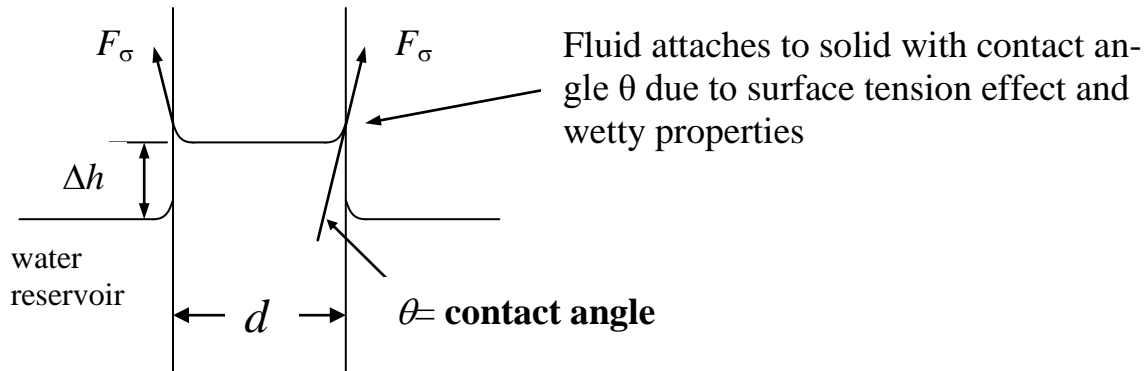 Fσ
Fσ
Fluid attaches to solid with contact an-
gle θ due to surface tension effect and
wetty properties
Δh
water
reservoir
d
θ= contact angle